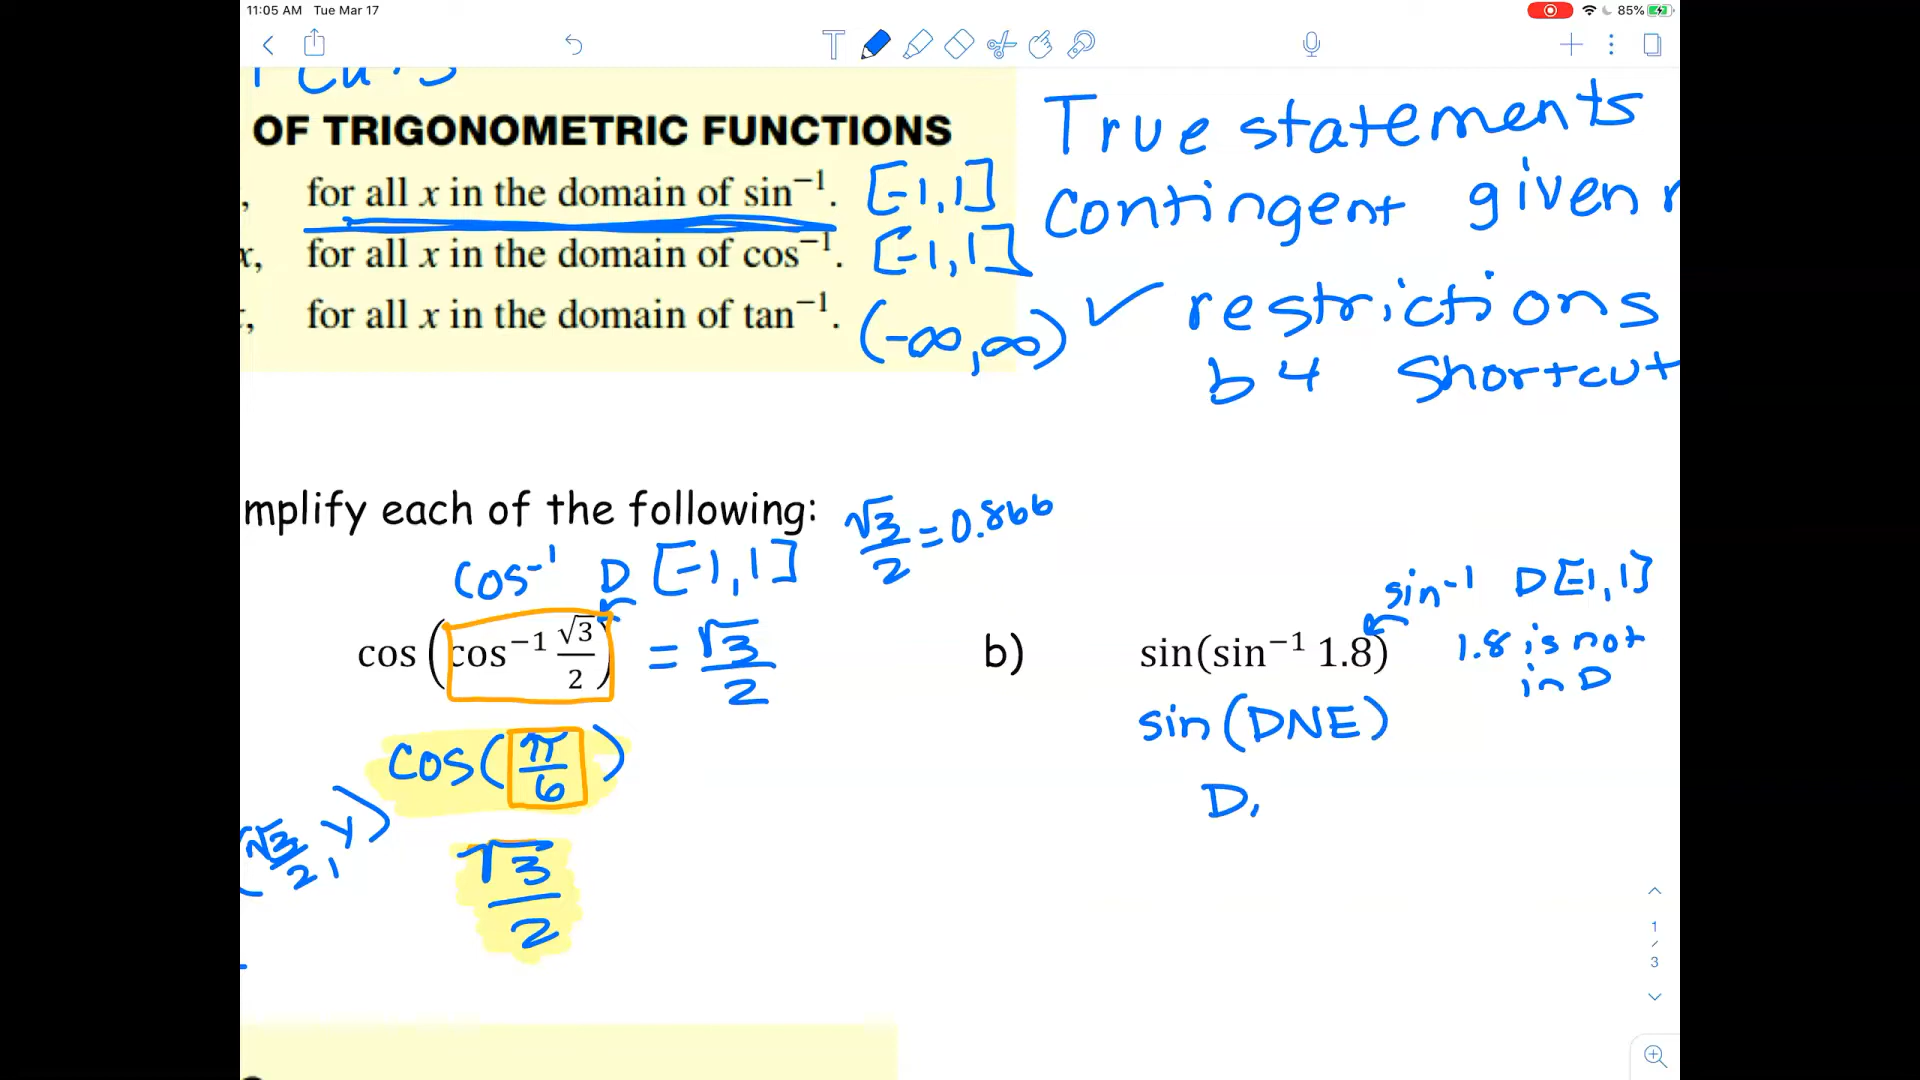 11:05 AM Tue Mar 17
85%
OF TRIGONOMETRIC FUNCTIONS
, for all x in the domain of sin⁻¹. [-1,1]
x, for all x in the domain of cos⁻¹. [-1,1]
, for all x in the domain of tan⁻¹. (-∞,∞)
True statements
contingent given
✓ restrictions
b4 shortcut
mplify each of the following:
√3/2 = 0.866
cos⁻¹ D [-1,1]
cos (cos⁻¹ √3/2) = √3/2
cos(π/6)
√3/2
(√3/2, y)
b) sin(sin⁻¹ 1.8)
sin⁻¹ D[-1,1]
1.8 is not
in D
sin(DNE)
D
1
/
3